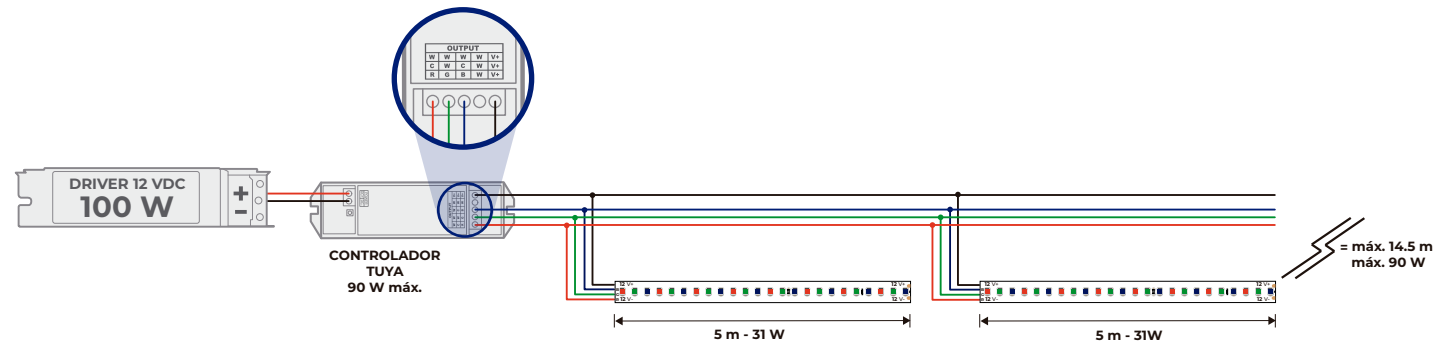 OUTPUT
W W W W V+
C W C W V+
R G B W V+
DRIVER 12 VDC
100 W
+
-
CONTROLADOR
TUYA
90 W máx.
12 V+
12 V+
12 V-
12 V-
5 m - 31 W
12 V+
12 V+
12 V-
12 V-
5 m - 31W
= máx. 14.5 m
máx. 90 W